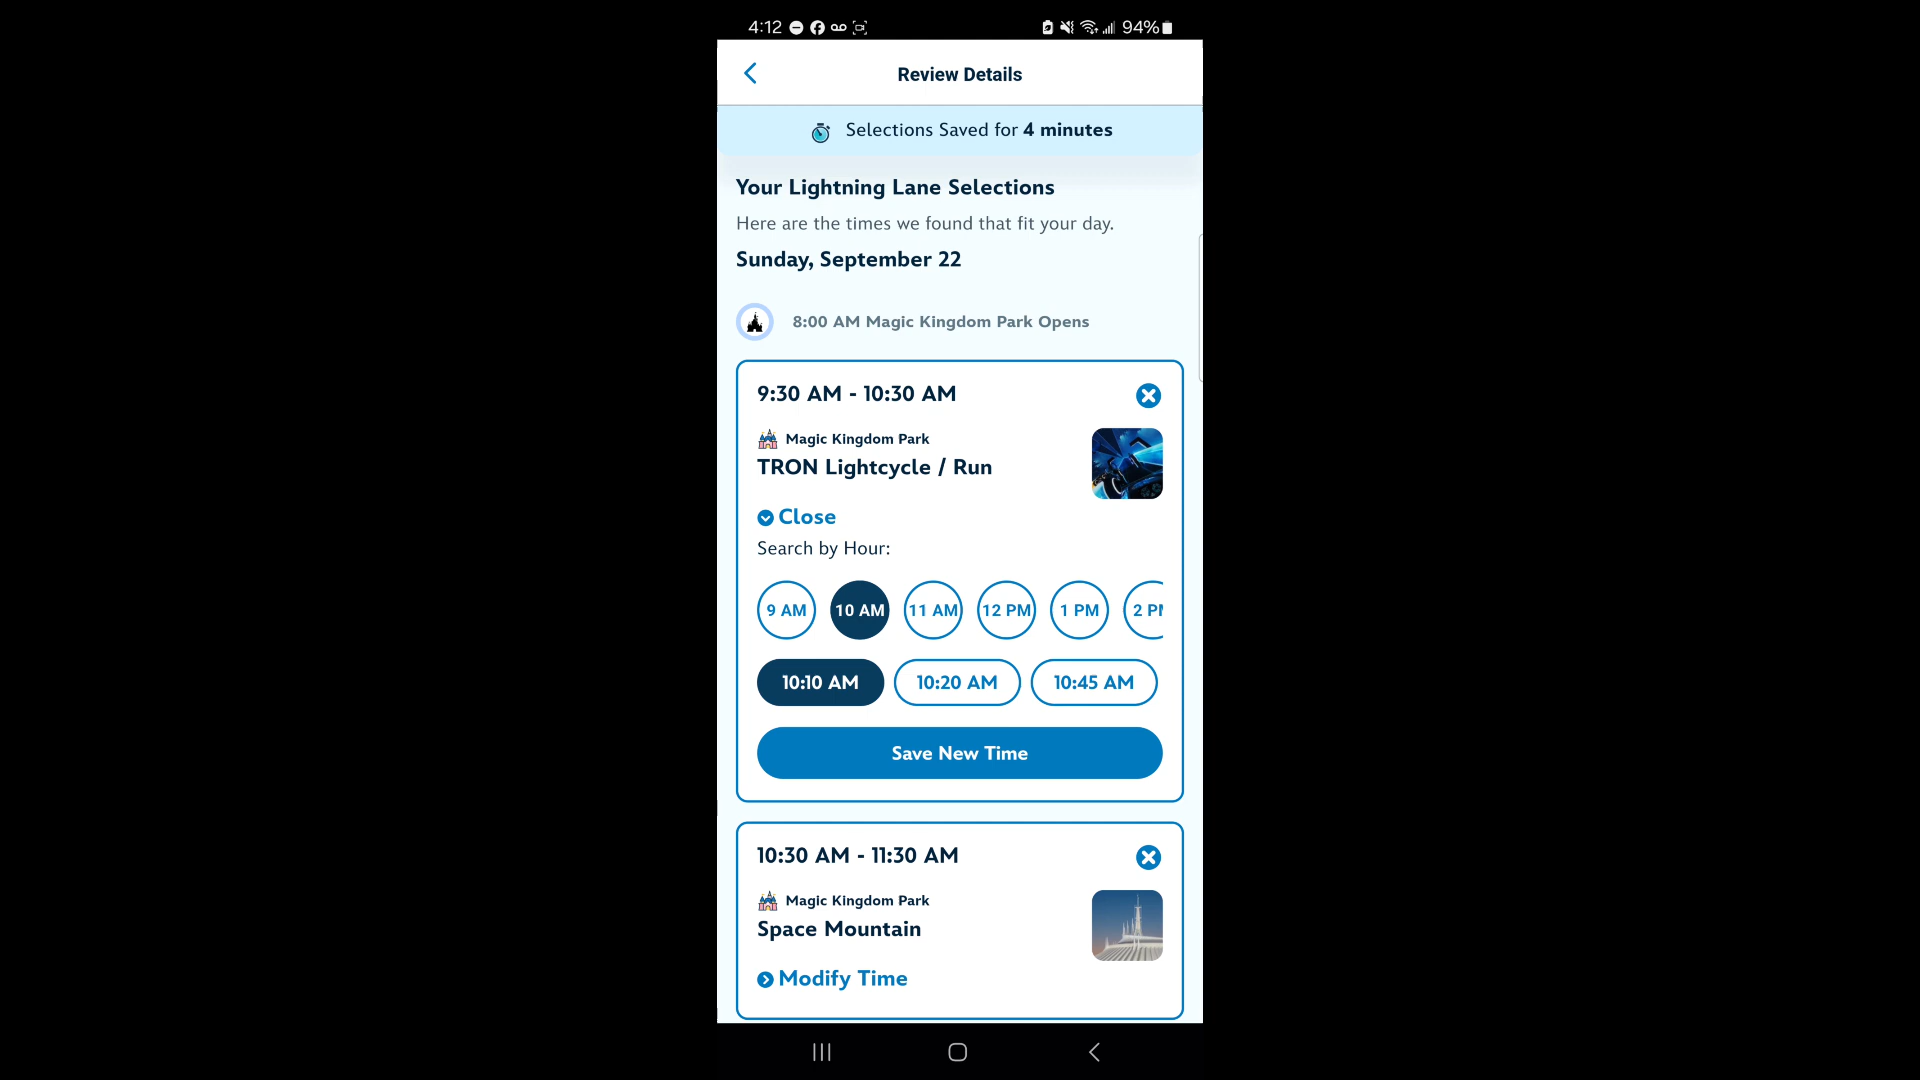 4:12 94%
Review Details
Selections Saved for 4 minutes
Your Lightning Lane Selections
Here are the times we found that fit your day.
Sunday, September 22
8:00 AM Magic Kingdom Park Opens
9:30 AM - 10:30 AM
Magic Kingdom Park
TRON Lightcycle / Run
Close
Search by Hour:
9 AM 10 AM 11 AM 12 PM 1 PM 2 P
10:10 AM 10:20 AM 10:45 AM
Save New Time
10:30 AM - 11:30 AM
Magic Kingdom Park
Space Mountain
Modify Time